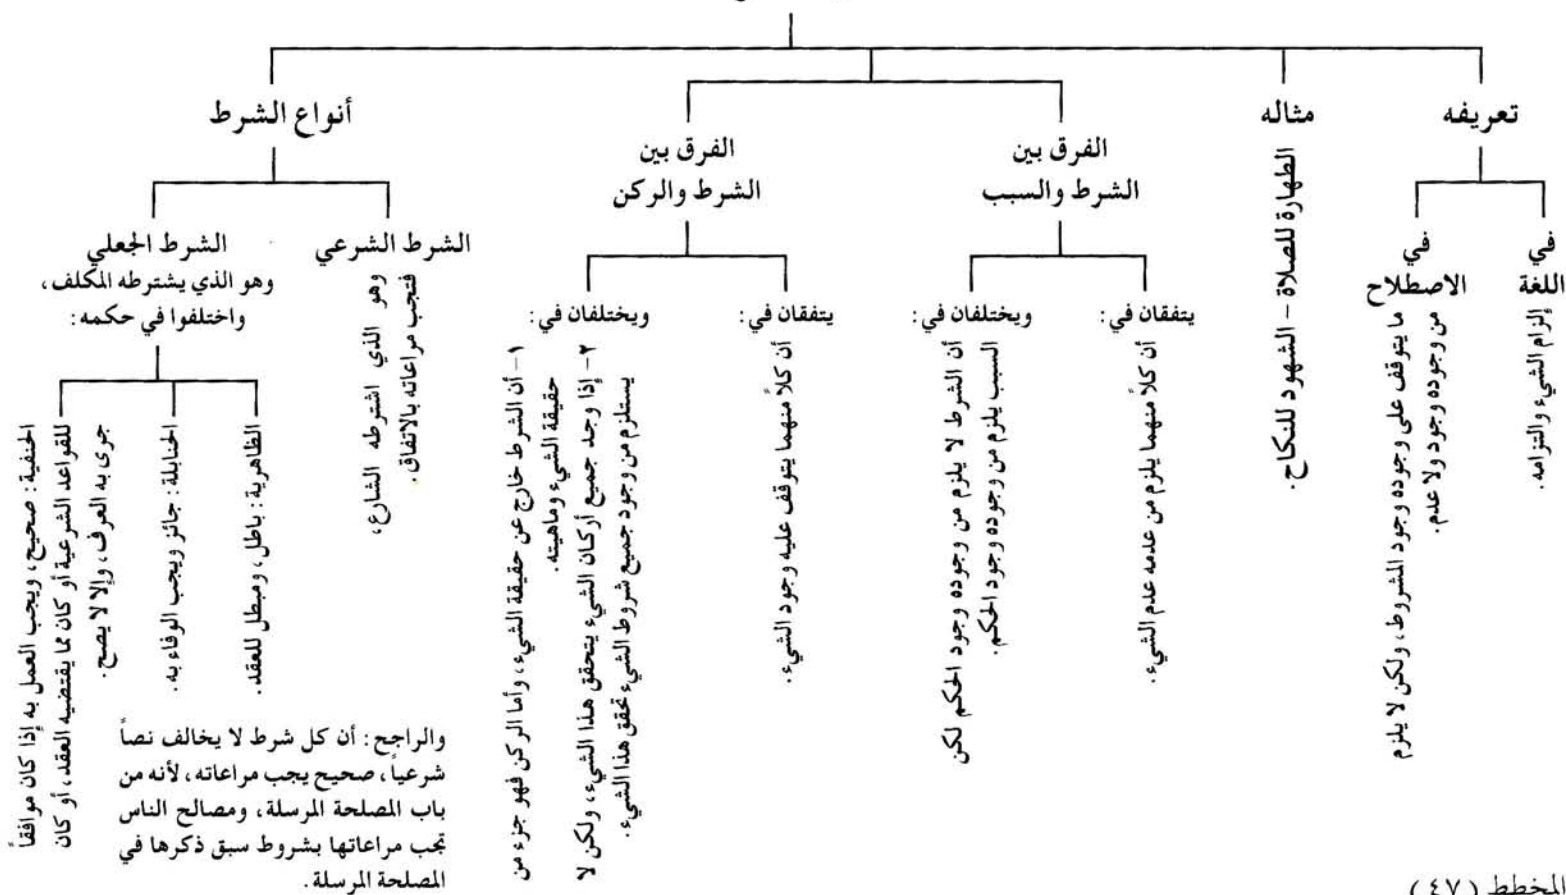 تعريفه
في
اللغة
إلزام الشيء والتزامه.
في
الاصطلاح
ما يتوقف على وجوده وجود المشروط، ولكن لا يلزم
من وجوده وجود ولا عدم.
مثاله
الطهارة للصلاة – الشهود للنكاح.
الفرق بين
الشرط والسبب
يتفقان في:
أن كلاً منهما يلزم من عدمه عدم الشيء.
ويختلفان في:
أن الشرط لا يلزم من وجوده وجود الحكم لكن
السبب يلزم من وجوده وجود الحكم.
الفرق بين
الشرط والركن
يتفقان في:
أن كلاً منهما يتوقف عليه وجود الشيء.
ويختلفان في:
١– أن الشرط خارج عن حقيقة الشيء، وأما الركن فهو جزء من
حقيقة الشيء وماهيته.
٢– إذا وجد جميع أركان الشيء يتحقق هذا الشيء، ولكن لا
يستلزم من وجود جميع شروط الشيء تحقق هذا الشيء.
أنواع الشرط
الشرط الشرعي
وهو الذي اشترطه الشارع،
فتجب مراعاته بالاتفاق.
الشرط الجعلي
وهو الذي يشترطه المكلف،
واختلفوا في حكمه:
الظاهرية: باطل، ومبطل للعقد.
الحنابلة: جائز ويجب الوفاء به.
الحنفية: صحيح، ويجب العمل به إذا كان موافقاً
للقواعد الشرعية أو كان مما يقتضيه العقد، أو كان
جرى به العرف، وإلا لا يصح.
والراجح: أن كل شرط لا يخالف نصاً
شرعياً، صحيح يجب مراعاته، لأنه من
باب المصلحة المرسلة، ومصالح الناس
تجب مراعاتها بشروط سبق ذكرها في
المصلحة المرسلة.
المخطط (٤٧)